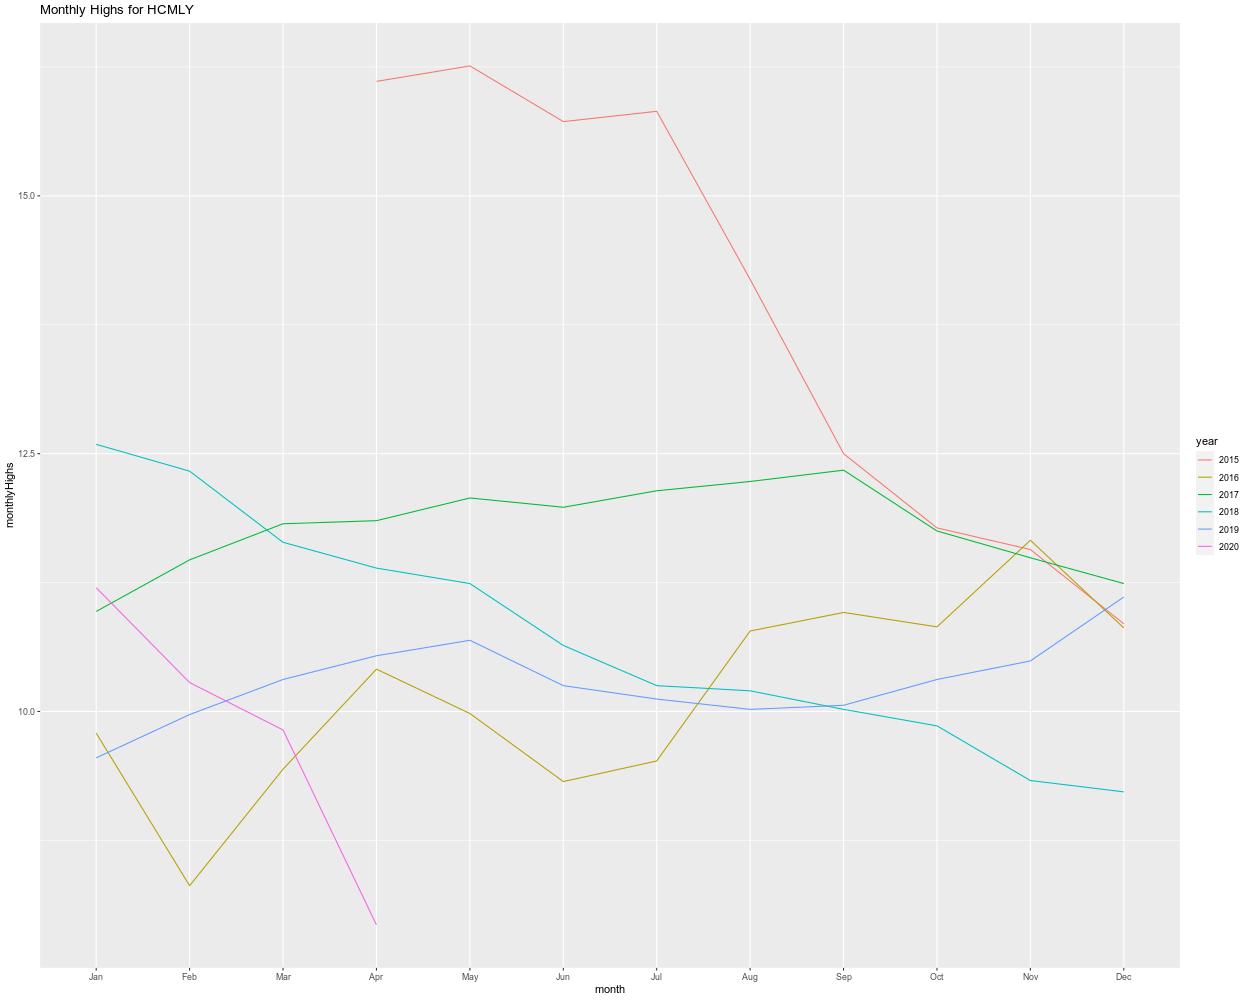 Monthly Highs for HCMLY
monthlyHighs
15.0
12.5
10.0
Jan Feb Mar Apr May Jun Jul Aug Sep Oct Nov Dec
month
year
2015
2016
2017
2018
2019
2020